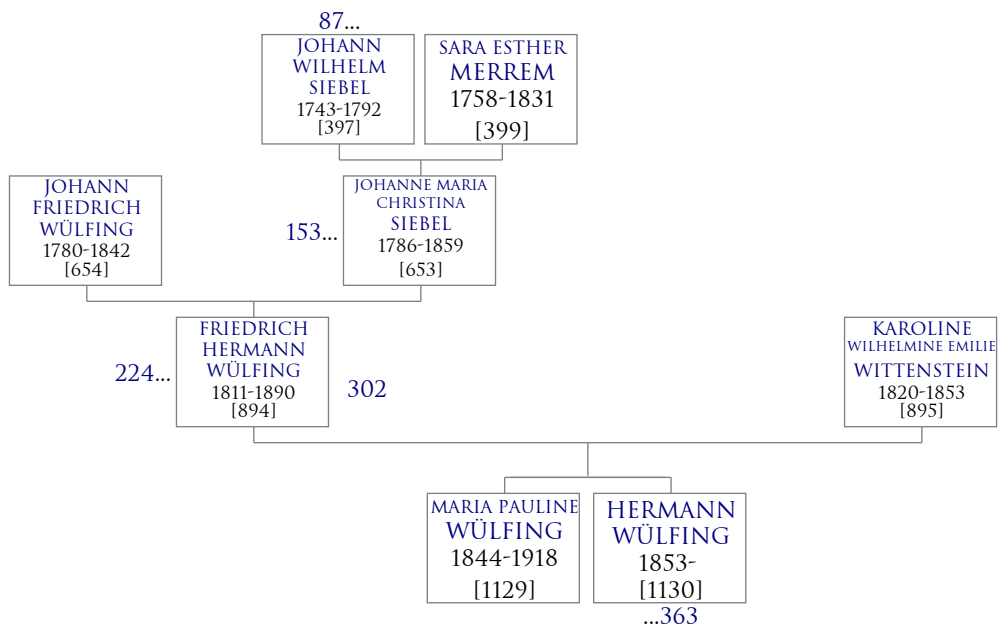 87...
JOHANN
WILHELM
SIEBEL
1743-1792
[397]
SARA ESTHER
MERREM
1758-1831
[399]
JOHANN
FRIEDRICH
WÜLFING
1780-1842
[654]
153...
JOHANNE MARIA
CHRISTINA
SIEBEL
1786-1859
[653]
224...
FRIEDRICH
HERMANN
WÜLFING
1811-1890
[894]
302
KAROLINE
WILHELMINE EMILIE
WITTENSTEIN
1820-1853
[895]
MARIA PAULINE
WÜLFING
1844-1918
[1129]
HERMANN
WÜLFING
1853-
[1130]
...363